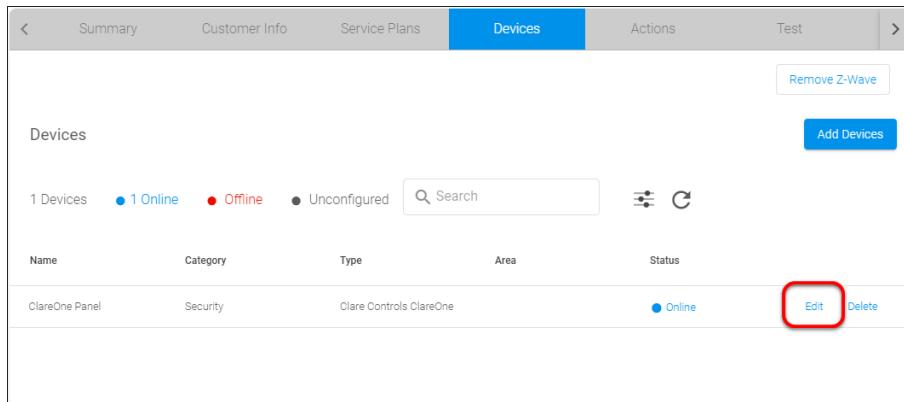 Summary Customer Info Service Plans Devices Actions Test
Remove Z-Wave
Devices Add Devices
1 Devices 1 Online Offline Unconfigured Search
Name Category Type Area Status
ClareOne Panel Security Clare Controls ClareOne Online Edit Delete